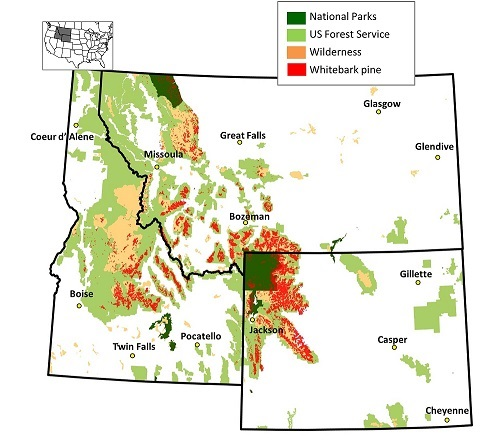 National Parks
US Forest Service
Wilderness
Whitebark pine
Glasgow
Coeur d' Alene
Great Falls
Glendive
Missoula
Bozeman
Gillette
Boise
Jackson
Pocatello
Casper
Twin Falls
Cheyenne